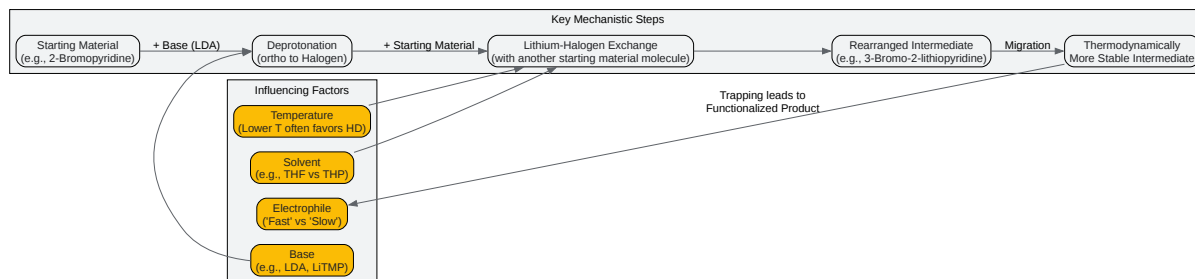 Key Mechanistic Steps
Starting Material
(e.g., 2-Bromopyridine)
+ Base (LDA)
Deprotonation
(ortho to Halogen)
+ Starting Material
Lithium-Halogen Exchange
(with another starting material molecule)
Rearranged Intermediate
(e.g., 3-Bromo-2-lithiopyridine)
Migration
Thermodynamically
More Stable Intermediate
Influencing Factors
Temperature
(Lower T often favors HD)
Trapping leads to
Functionalized Product
Solvent
(e.g., THF vs THP)
Electrophile
('Fast' vs 'Slow')
Base
(e.g., LDA, LiTMP)